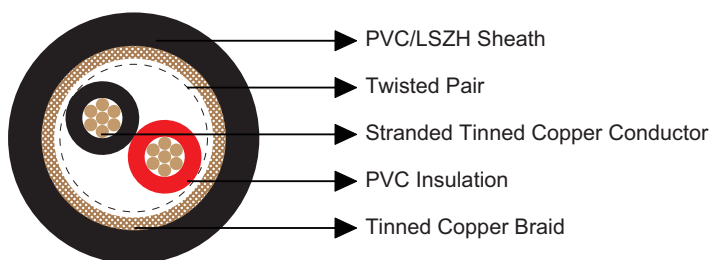 PVC/LSZH Sheath
Twisted Pair
Stranded Tinned Copper Conductor
PVC Insulation
Tinned Copper Braid